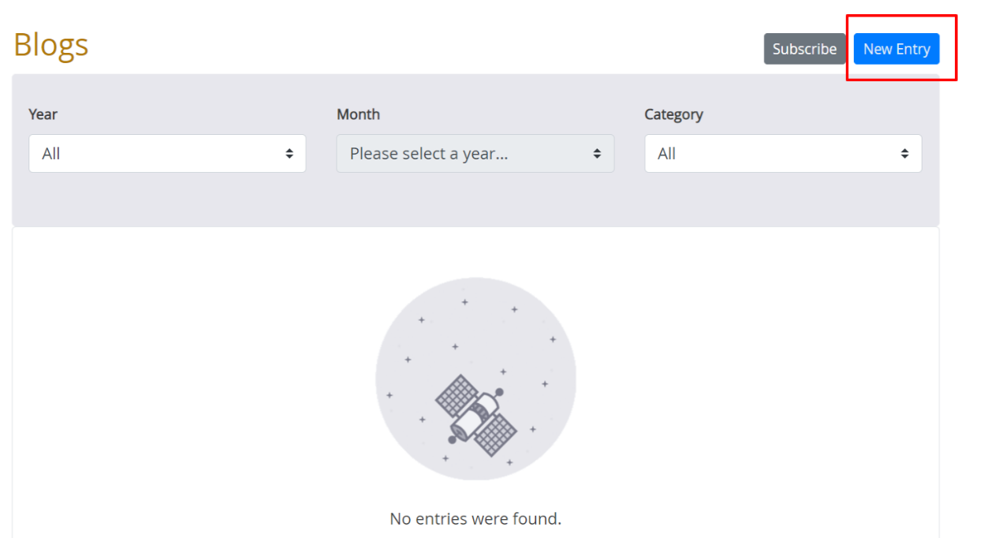 Blogs
Subscribe
New Entry
Year
Month
Category
All
Please select a year...
All
No entries were found.